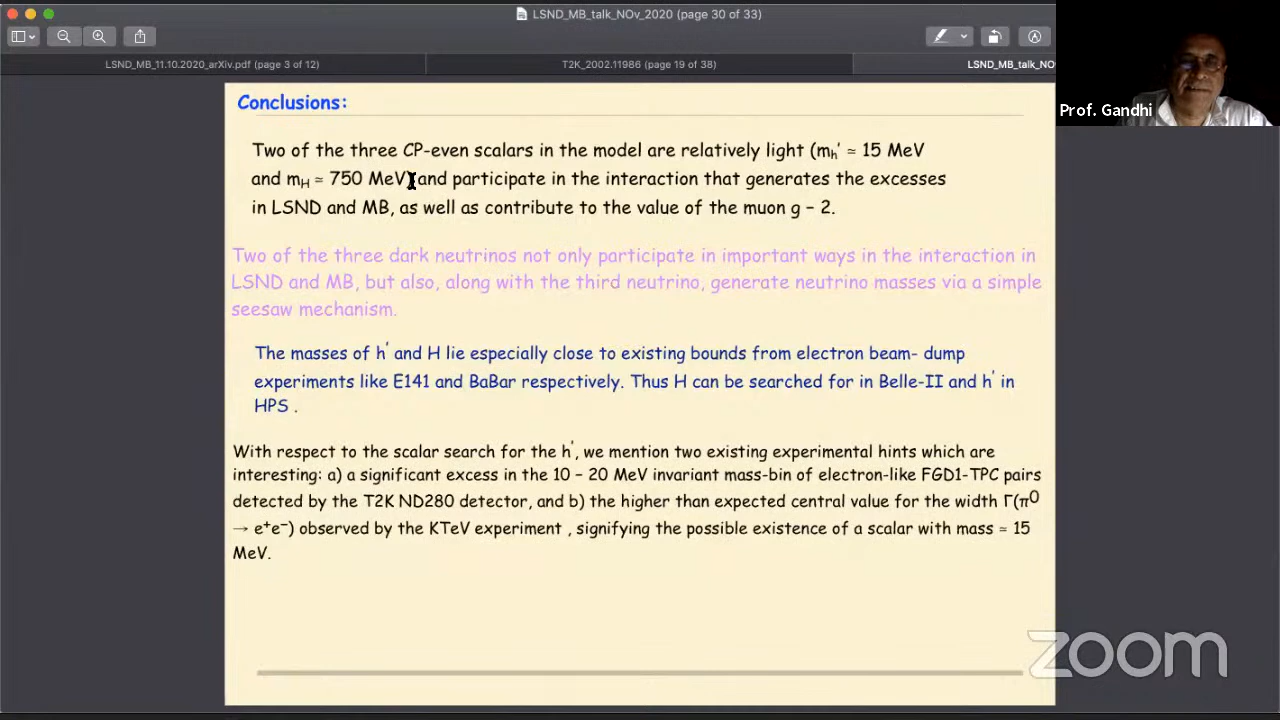 LSND_MB_talk_NOv_2020 (page 30 of 33)
LSND_MB_11.10.2020_arXiv.pdf (page 3 of 12)
T2K_2002.11986 (page 19 of 38)
LSND_MB_talk_NO
Prof. Gandhi
Conclusions:
Two of the three CP-even scalars in the model are relatively light (mh′ ≃ 15 MeV
and mH ≃ 750 MeV) and participate in the interaction that generates the excesses
in LSND and MB, as well as contribute to the value of the muon g − 2.
Two of the three dark neutrinos not only participate in important ways in the interaction in
LSND and MB, but also, along with the third neutrino, generate neutrino masses via a simple
seesaw mechanism.
The masses of h′ and H lie especially close to existing bounds from electron beam- dump
experiments like E141 and BaBar respectively. Thus H can be searched for in Belle-II and h′ in
HPS .
With respect to the scalar search for the h′, we mention two existing experimental hints which are
interesting: a) a significant excess in the 10 − 20 MeV invariant mass-bin of electron-like FGD1-TPC pairs
detected by the T2K ND280 detector, and b) the higher than expected central value for the width Γ(π0
→ e+e−) observed by the KTeV experiment , signifying the possible existence of a scalar with mass ≃ 15
MeV.
zoom